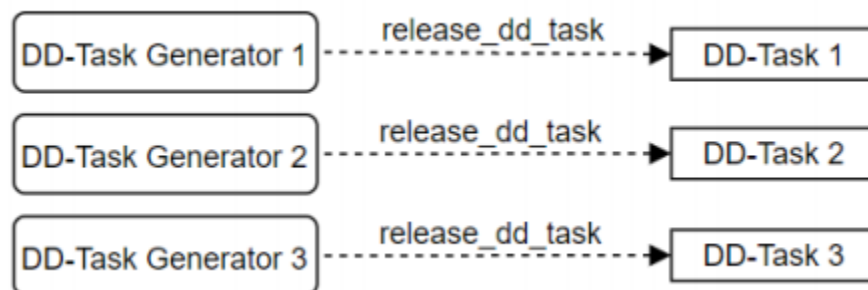 release_dd_task
DD-Task Generator 1
DD-Task 1
release_dd_task
DD-Task Generator 2
DD-Task 2
release_dd_task
DD-Task Generator 3
DD-Task 3